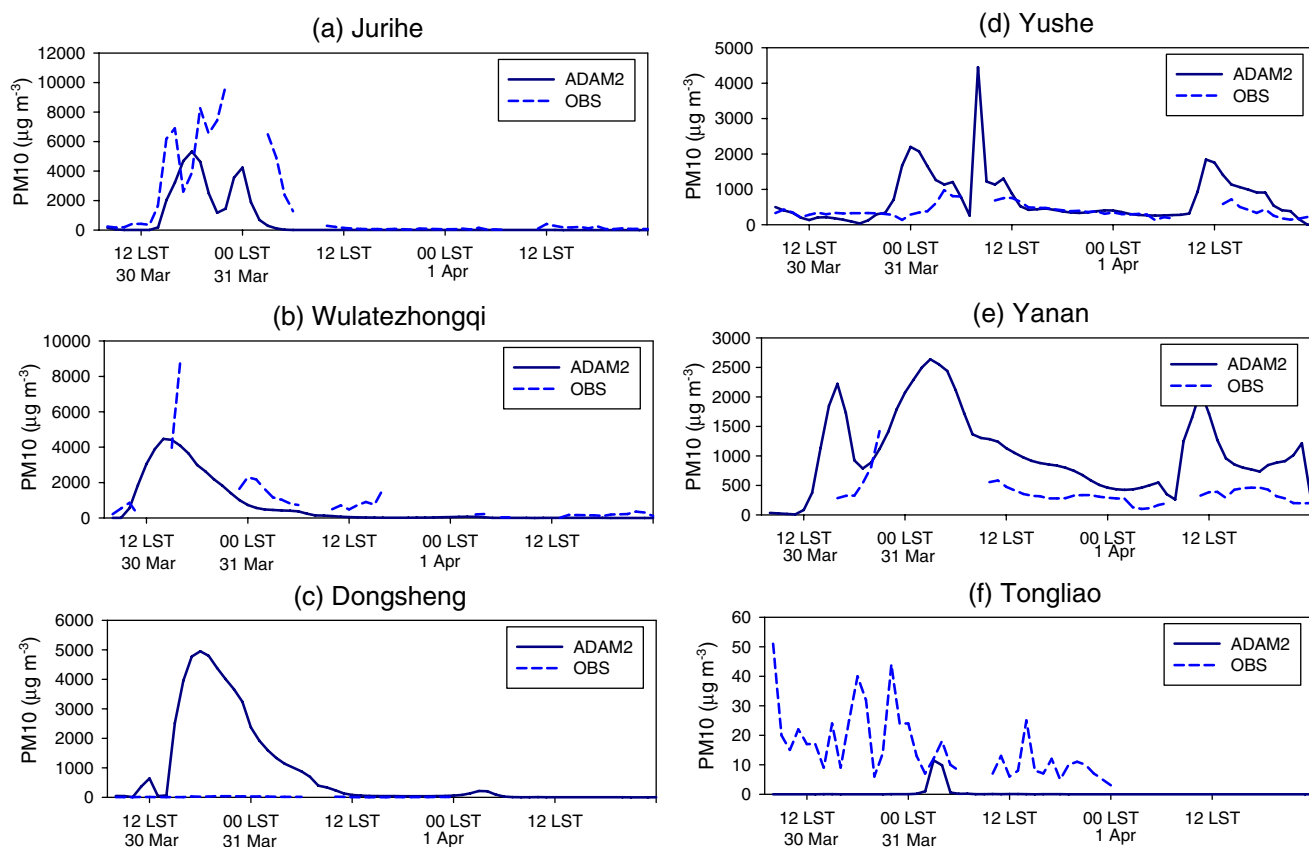 (a) Jurihe
PM10 (μg m-3)
12000
10000
8000
6000
4000
2000
0
ADAM2
OBS
12 LST
30 Mar
00 LST
31 Mar
12 LST
00 LST
1 Apr
12 LST
(b) Wulatezhongqi
PM10 (μg m-3)
10000
8000
6000
4000
2000
0
ADAM2
OBS
12 LST
30 Mar
00 LST
31 Mar
12 LST
00 LST
1 Apr
12 LST
(c) Dongsheng
PM10 (μg m-3)
6000
5000
4000
3000
2000
1000
0
ADAM2
OBS
12 LST
30 Mar
00 LST
31 Mar
12 LST
00 LST
1 Apr
12 LST
(d) Yushe
PM10 (μg m-3)
5000
4000
3000
2000
1000
0
ADAM2
OBS
12 LST
30 Mar
00 LST
31 Mar
12 LST
00 LST
1 Apr
12 LST
(e) Yanan
PM10 (μg m-3)
3000
2500
2000
1500
1000
500
0
ADAM2
OBS
12 LST
30 Mar
00 LST
31 Mar
12 LST
00 LST
1 Apr
12 LST
(f) Tongliao
PM10 (μg m-3)
60
50
40
30
20
10
0
ADAM2
OBS
12 LST
30 Mar
00 LST
31 Mar
12 LST
00 LST
1 Apr
12 LST